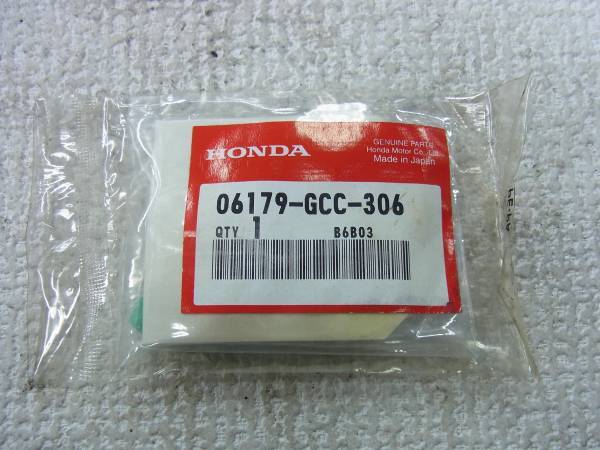 HONDA
GENUINE PARTS
Honda Motor Co., Ltd.
Made in Japan
06179-GCC-306
QTY 1 B6B03